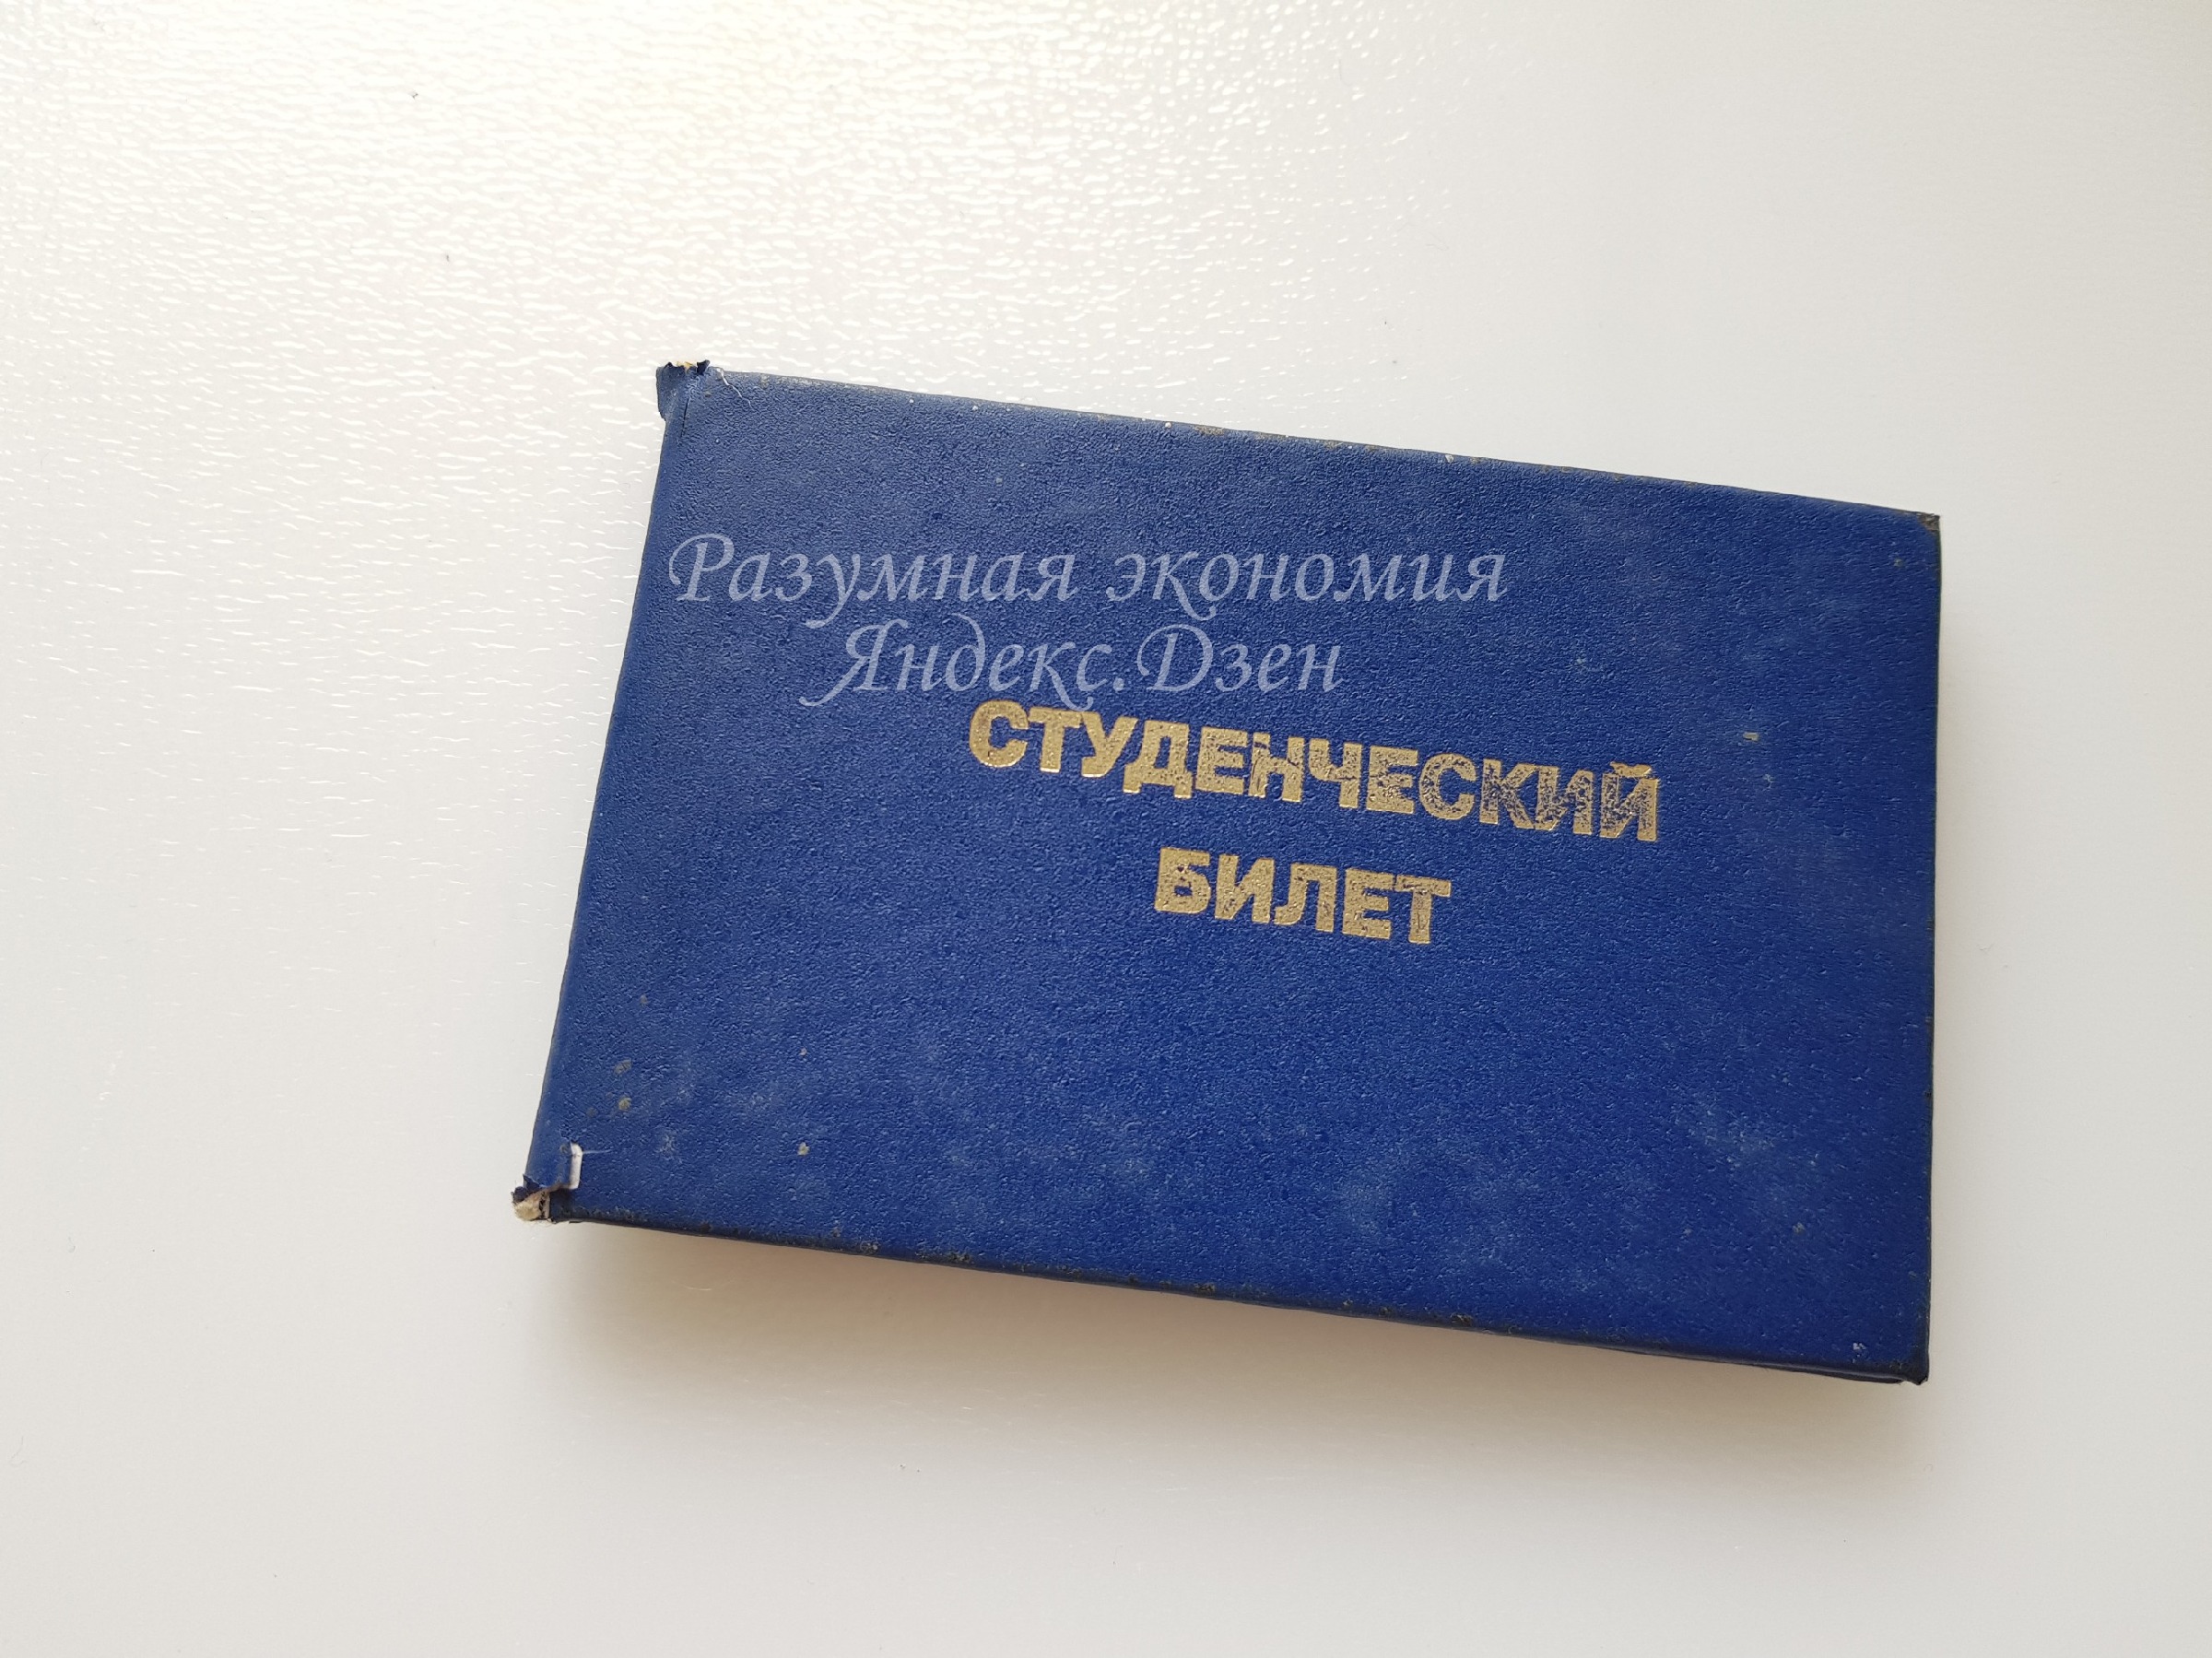 Разумная экономия
Яндекс.Дзен
СТУДЕНЧЕСКИЙ
БИЛЕТ